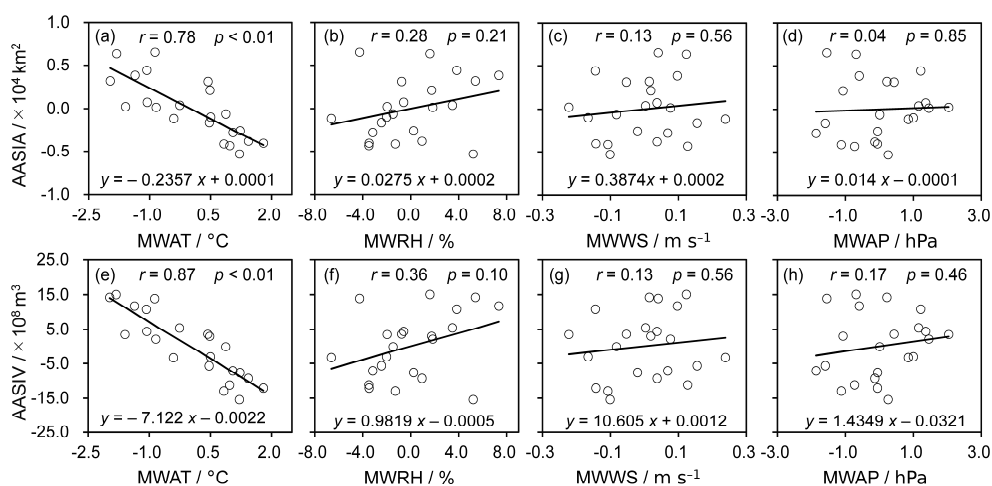 (a) r = 0.78 p < 0.01
(b) r = 0.28 p = 0.21
(c) r = 0.13 p = 0.56
(d) r = 0.04 p = 0.85
AASIA / × 10⁴ km²
1.0
0.5
0.0
-0.5
-1.0
y = − 0.2357 x + 0.0001
y = 0.0275 x + 0.0002
y = 0.3874x + 0.0002
y = 0.014 x − 0.0001
-2.5 -1.0 0.5 2.0
-8.0 -4.0 0.0 4.0 8.0
-0.3 -0.1 0.1 0.3
-3.0 -1.0 1.0 3.0
MWAT / °C
MWRH / %
MWWS / m s⁻¹
MWAP / hPa
(e) r = 0.87 p < 0.01
(f) r = 0.36 p = 0.10
(g) r = 0.13 p = 0.56
(h) r = 0.17 p = 0.46
AASIV / × 10⁸ m³
25.0
15.0
5.0
-5.0
-15.0
-25.0
y = − 7.122 x − 0.0022
y = 0.9819 x − 0.0005
y = 10.605 x + 0.0012
y = 1.4349 x − 0.0321
-2.5 -1.0 0.5 2.0
-8.0 -4.0 0.0 4.0 8.0
-0.3 -0.1 0.1 0.3
-3.0 -1.0 1.0 3.0
MWAT / °C
MWRH / %
MWWS / m s⁻¹
MWAP / hPa